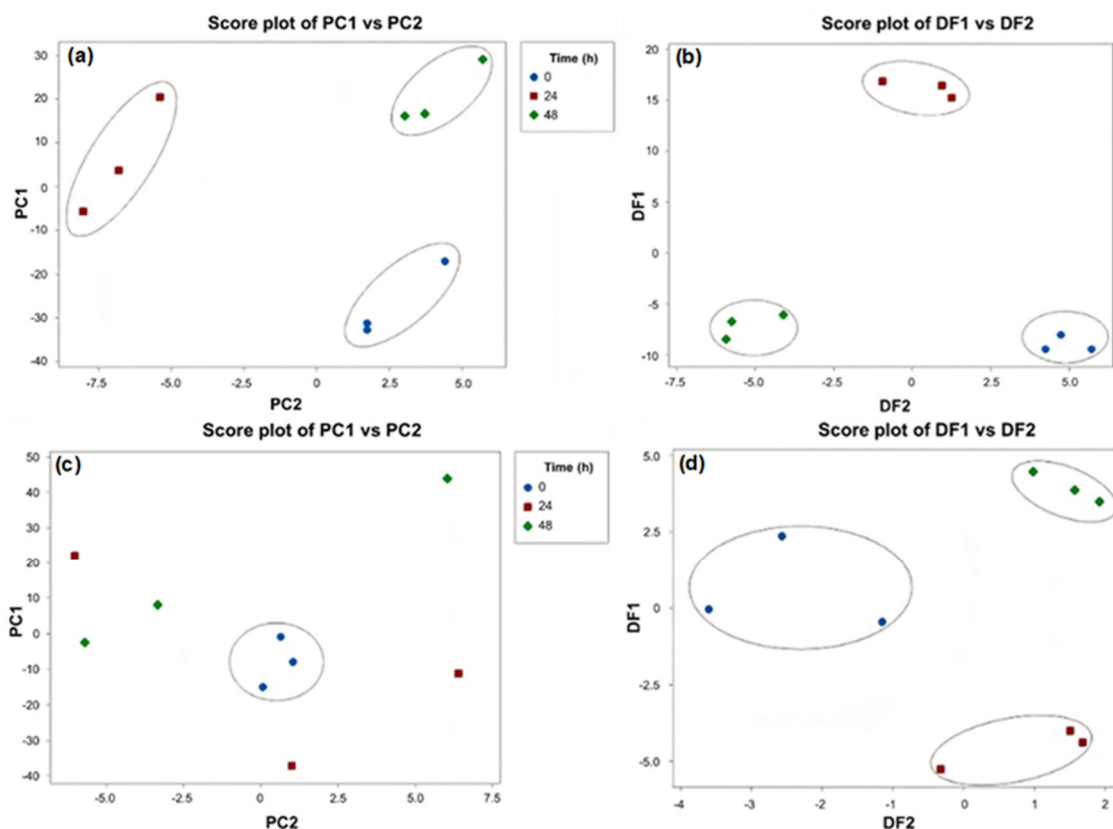 Score plot of PC1 vs PC2
(a)
30
20
10
0
-10
-20
-30
-40
PC1
-7.5 -5.0 -2.5 0 2.5 5.0
PC2
Time (h)
0
24
48
Score plot of DF1 vs DF2
(b)
20
15
10
5
0
-5
-10
DF1
-7.5 -5.0 -2.5 0 2.5 5.0
DF2
Score plot of PC1 vs PC2
(c)
50
40
30
20
10
0
-10
-20
-30
-40
PC1
-5.0 -2.5 0 2.5 5.0 7.5
PC2
Time (h)
0
24
48
Score plot of DF1 vs DF2
(d)
5.0
2.5
0
-2.5
-5.0
DF1
-4 -3 -2 -1 0 1 2
DF2